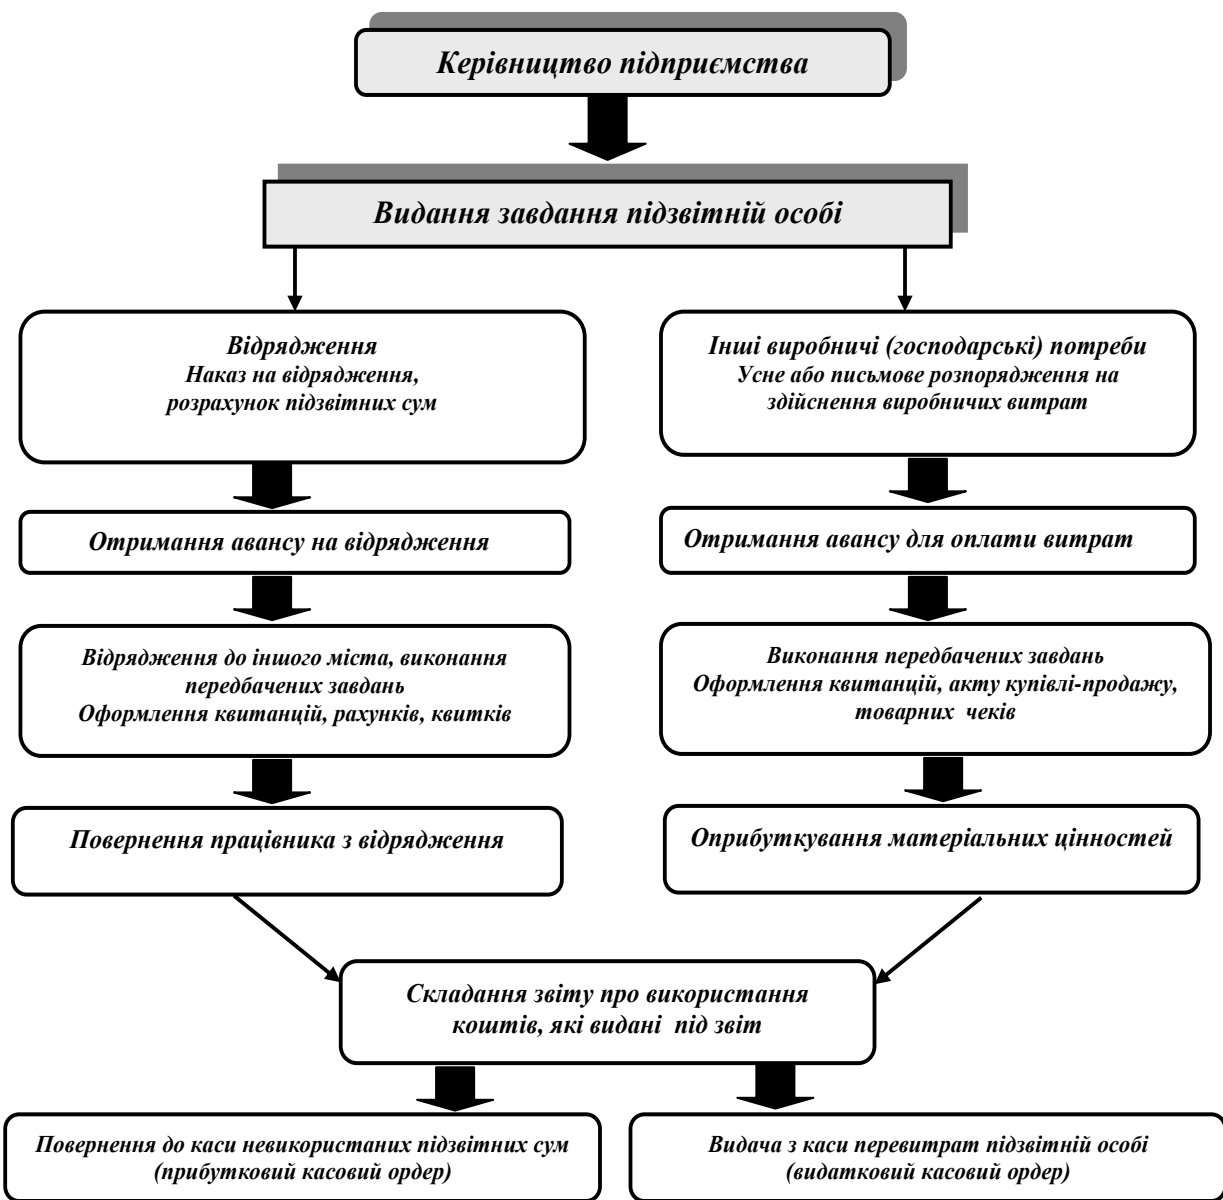 Керівництво підприємства
Видання завдання підзвітній особі
Відрядження
Наказ на відрядження,
розрахунок підзвітних сум
Інші виробничі (господарські) потреби
Усне або письмове розпорядження на
здійснення виробничих витрат
Отримання авансу на відрядження
Отримання авансу для оплати витрат
Відрядження до іншого міста, виконання
передбачених завдань
Оформлення квитанцій, рахунків, квитків
Виконання передбачених завдань
Оформлення квитанцій, акту купівлі-продажу,
товарних чеків
Повернення працівника з відрядження
Оприбуткування матеріальних цінностей
Складання звіту про використання
коштів, які видані під звіт
Повернення до каси невикористаних підзвітних сум
(прибутковий касовий ордер)
Видача з каси перевитрат підзвітній особі
(видатковий касовий ордер)